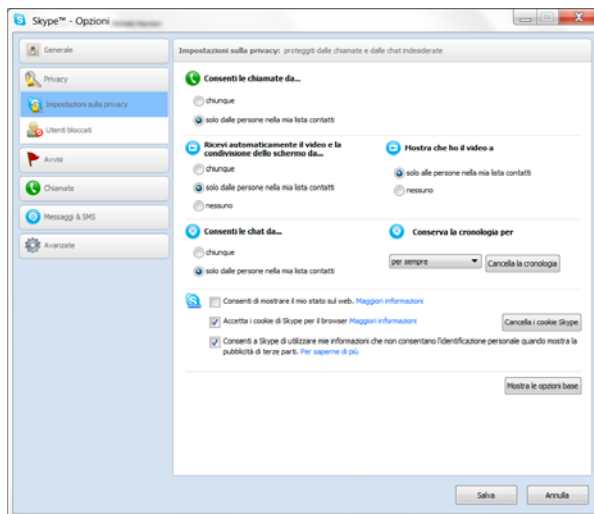 Skype™ - Opzioni
Generale
Privacy
Impostazioni sulla privacy
Utenti bloccati
Avvisi
Chiamate
Messaggi & SMS
Avanzate
Impostazioni sulla privacy: proteggiti dalle chiamate e dalle chat indesiderate
Consenti le chiamate da...
chiunque
solo dalle persone nella mia lista contatti
Ricevi automaticamente il video e la
condivisione dello schermo da...
chiunque
solo dalle persone nella mia lista contatti
nessuno
Mostra che ho il video a
solo alle persone nella mia lista contatti
nessuno
Consenti le chat da...
chiunque
solo dalle persone nella mia lista contatti
Conserva la cronologia per
per sempre
Cancella la cronologia
Consenti di mostrare il mio stato sul web. Maggiori informazioni
Accetta i cookie di Skype per il browser Maggiori informazioni
Cancella i cookie Skype
Consenti a Skype di utilizzare mie informazioni che non consentano l'identificazione personale quando mostra la
pubblicità di terze parti. Per saperne di più
Mostra le opzioni base
Salva
Annulla